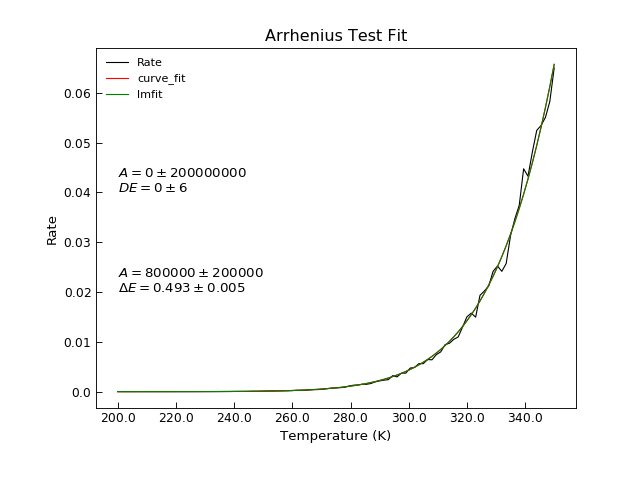 Arrhenius Test Fit
Rate
curve_fit
lmfit
A = 0 ± 200000000
DE = 0 ± 6
A = 800000 ± 200000
ΔE = 0.493 ± 0.005
0.06
0.05
0.04
0.03
0.02
0.01
0.0
Rate
200.0 220.0 240.0 260.0 280.0 300.0 320.0 340.0
Temperature (K)